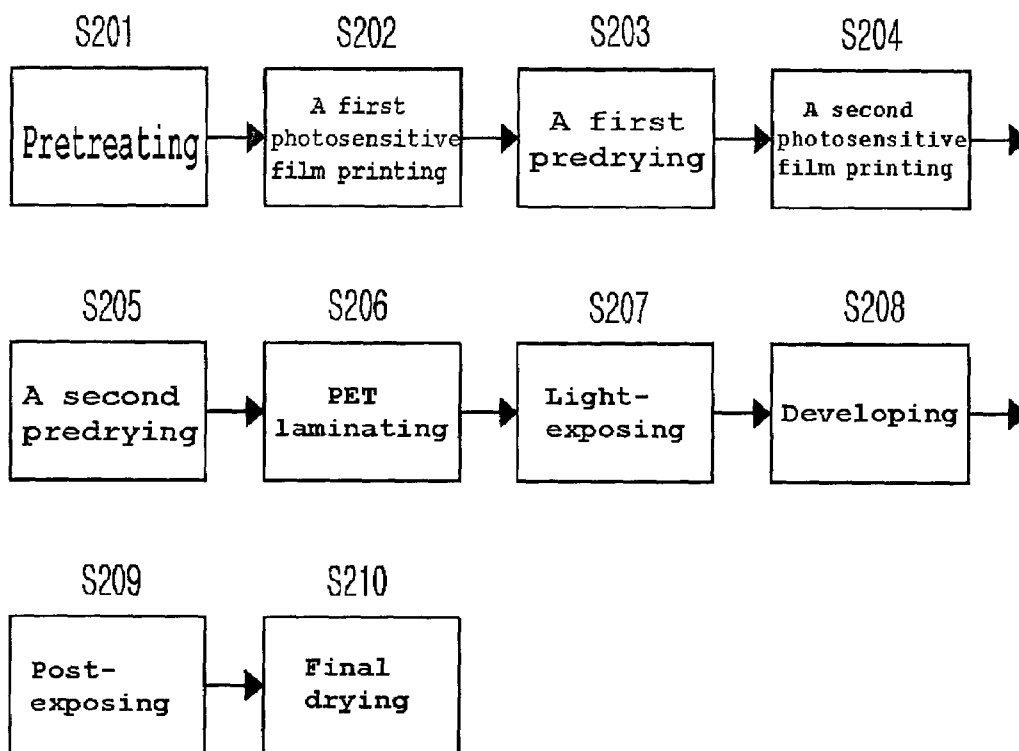 S201
S202
S203
S204
Pretreating
A first
photosensitive
film printing
A first
predrying
A second
photosensitive
film printing
S205
S206
S207
S208
A second
predrying
PET
laminating
Light-
exposing
Developing
S209
S210
Post-
exposing
Final
drying